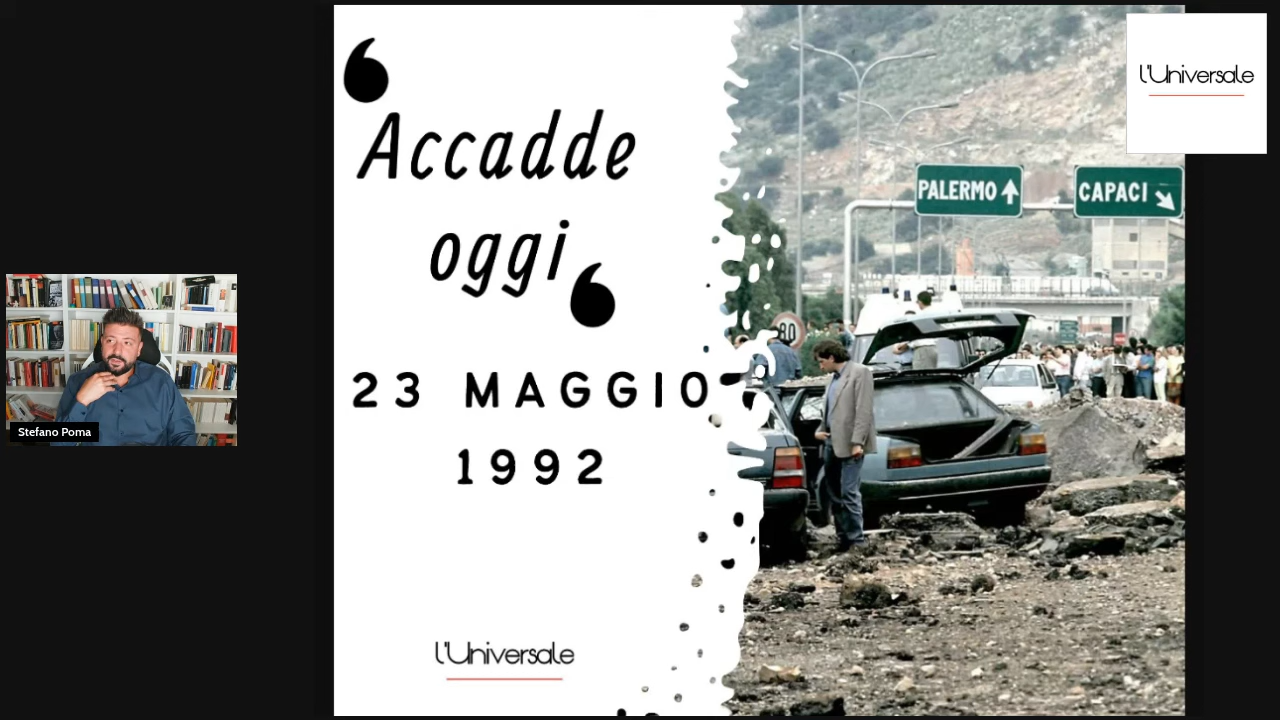 Accadde
oggi
23 MAGGIO
1992
l'Universale
PALERMO
CAPACI
80
l'Universale
Stefano Poma